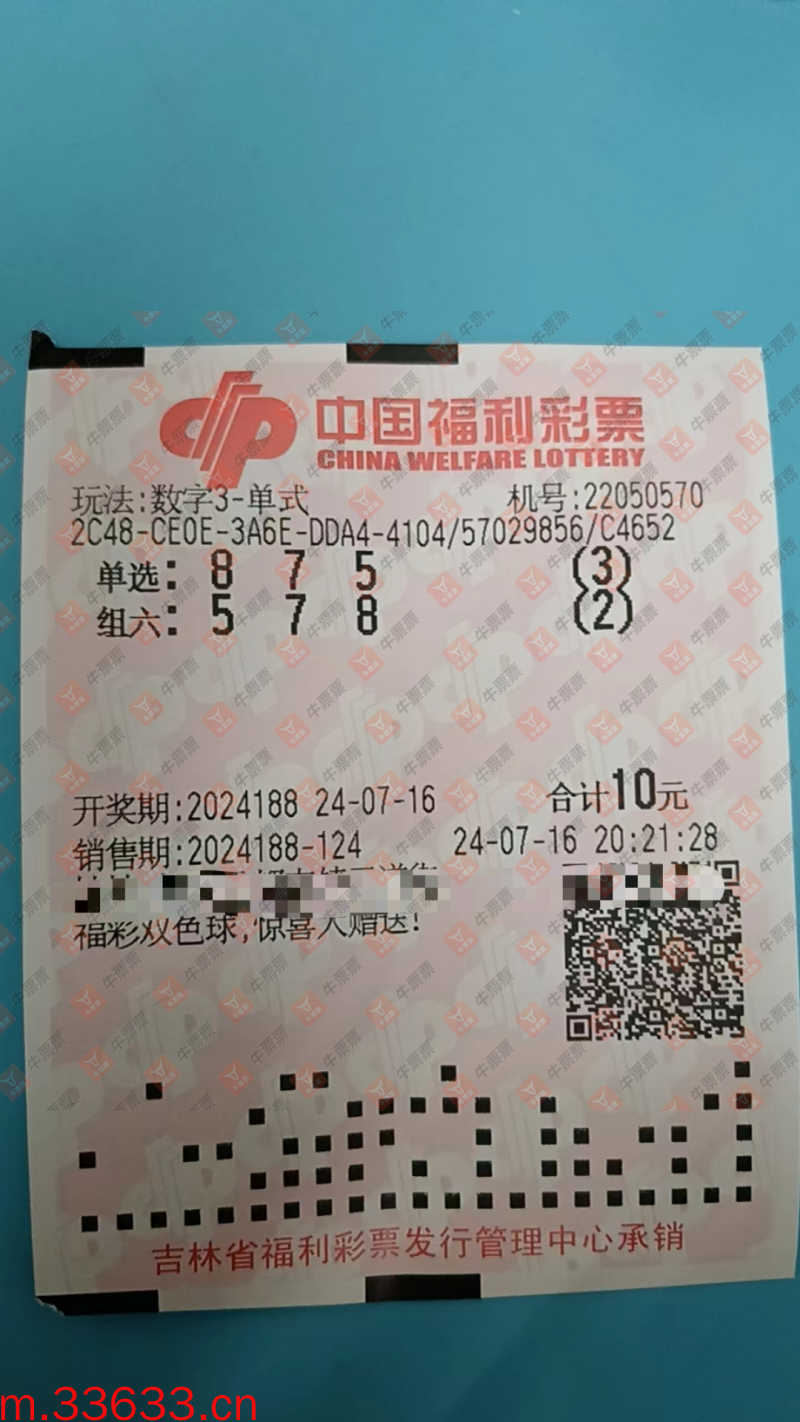 中国福利彩票
CHINA WELFARE LOTTERY
玩法:数字3-单式 机号:22050570
2C48-CE0E-3A6E-DDA4-4104/57029856/C4652
单选: 8 7 5 (3)
组六: 5 7 8 (2)
开奖期:2024188 24-07-16 合计10元
销售期:2024188-124 24-07-16 20:21:28
福彩双色球,惊喜大赠送!
吉林省福利彩票发行管理中心承销
m.33633.cn